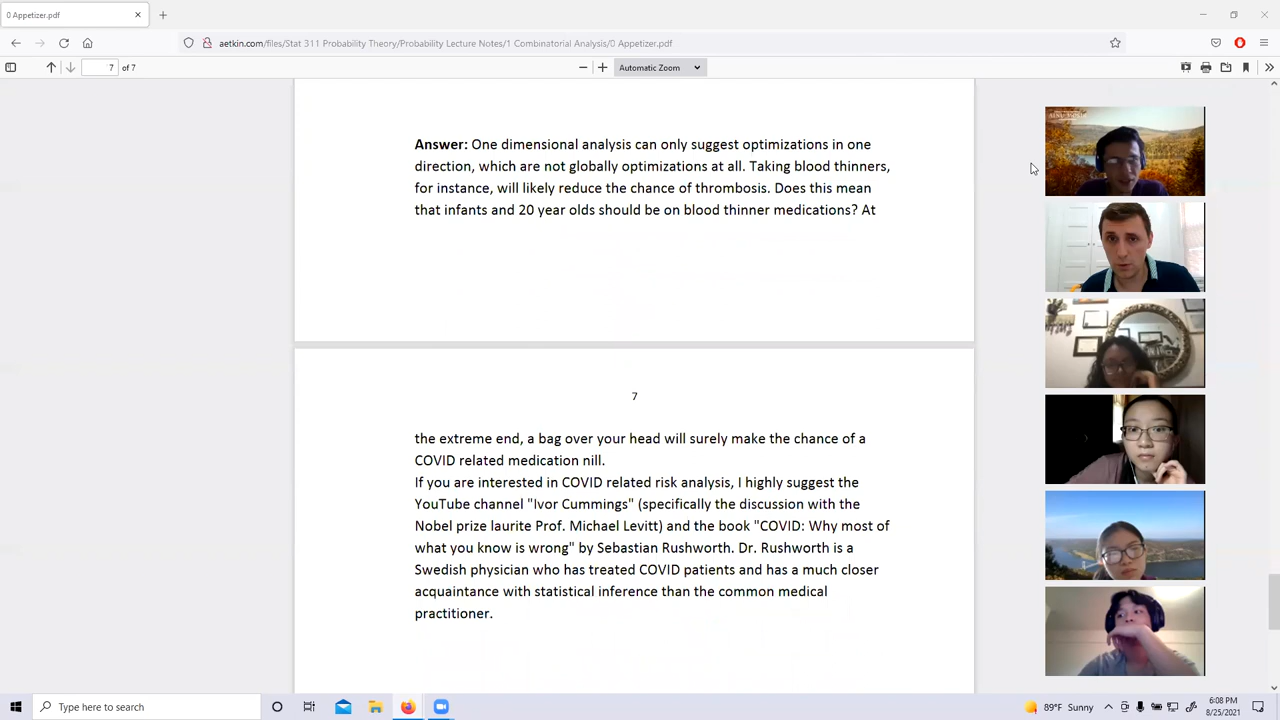 0 Appetizer.pdf
aetkin.com/files/Stat 311 Probability Theory/Probability Lecture Notes/1 Combinatorial Analysis/0 Appetizer.pdf
7 of 7
Automatic Zoom
Answer: One dimensional analysis can only suggest optimizations in one
direction, which are not globally optimizations at all. Taking blood thinners,
for instance, will likely reduce the chance of thrombosis. Does this mean
that infants and 20 year olds should be on blood thinner medications? At
7
the extreme end, a bag over your head will surely make the chance of a
COVID related medication nill.
If you are interested in COVID related risk analysis, I highly suggest the
YouTube channel "Ivor Cummings" (specifically the discussion with the
Nobel prize laurite Prof. Michael Levitt) and the book "COVID: Why most of
what you know is wrong" by Sebastian Rushworth. Dr. Rushworth is a
Swedish physician who has treated COVID patients and has a much closer
acquaintance with statistical inference than the common medical
practitioner.
Type here to search
89°F Sunny
6:08 PM
8/25/2021